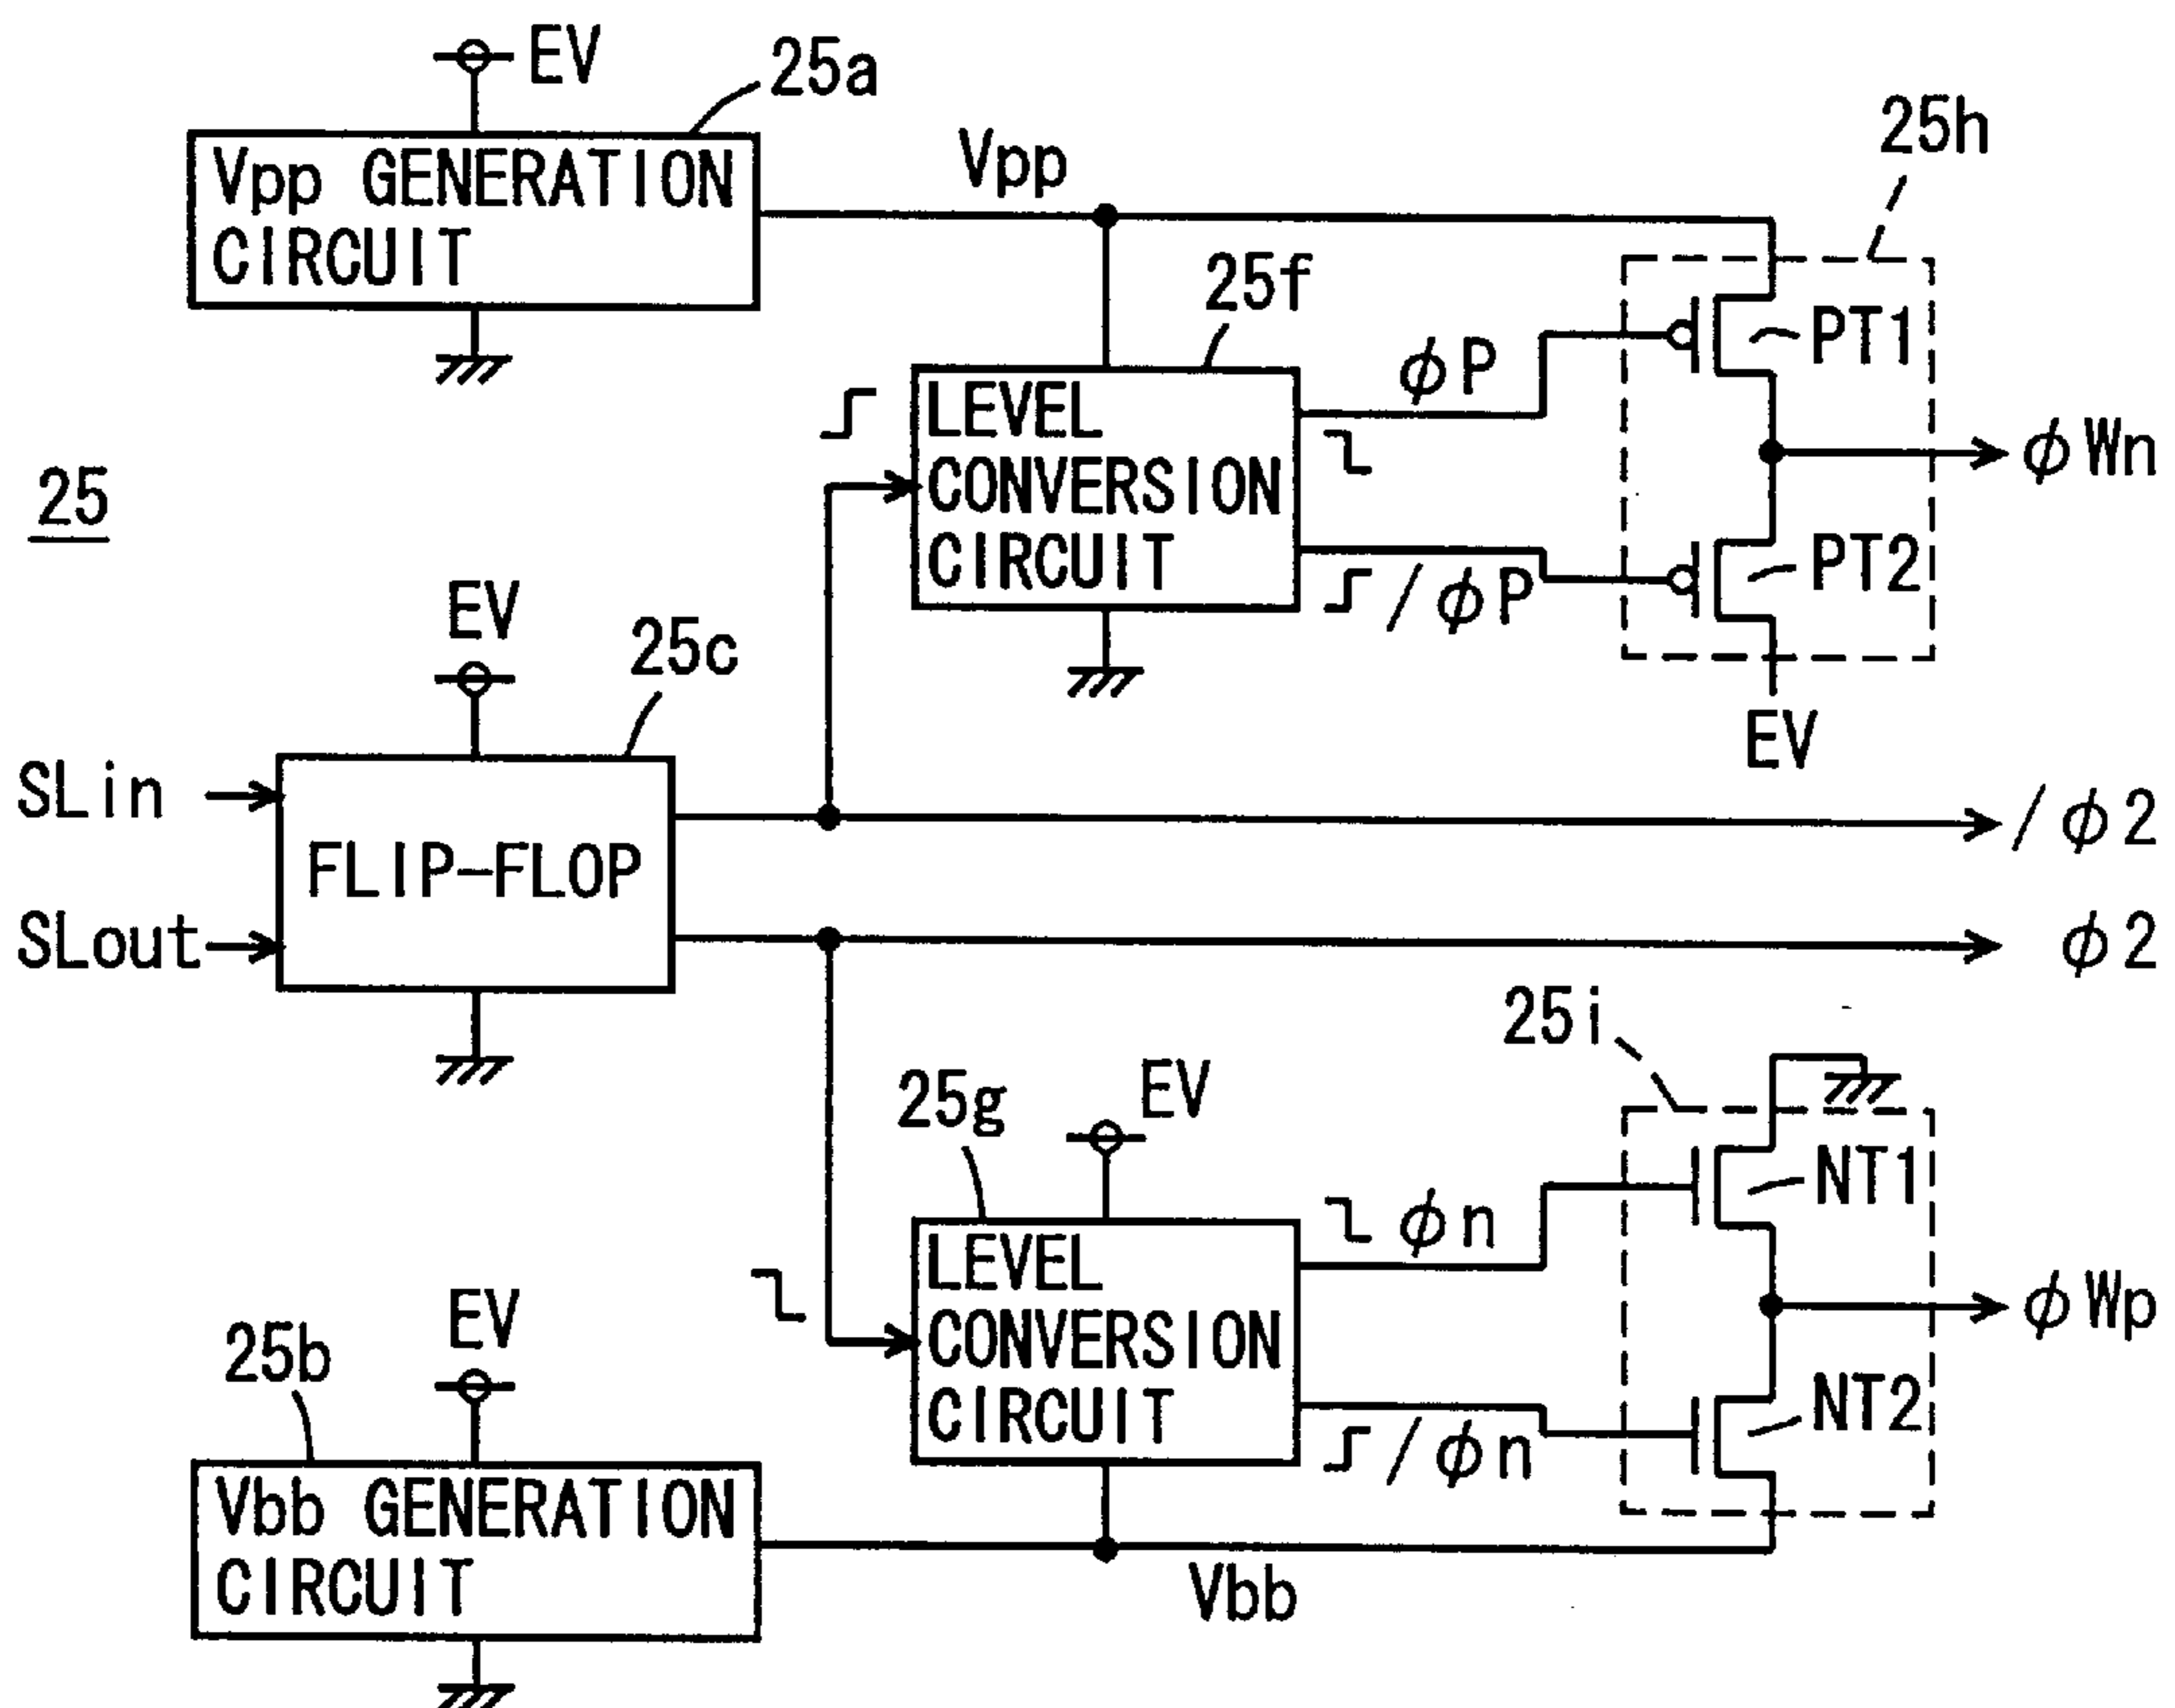 EV
25a
Vpp GENERATION
CIRCUIT
Vpp
25h
25f
LEVEL
CONVERSION
CIRCUIT
φP
/φP
PT1
φWn
PT2
EV
25
EV
25c
SLin
SLout
FLIP-FLOP
/φ2
φ2
25i
25g
EV
LEVEL
CONVERSION
CIRCUIT
φn
/φn
NT1
φWp
NT2
25b
EV
Vbb GENERATION
CIRCUIT
Vbb